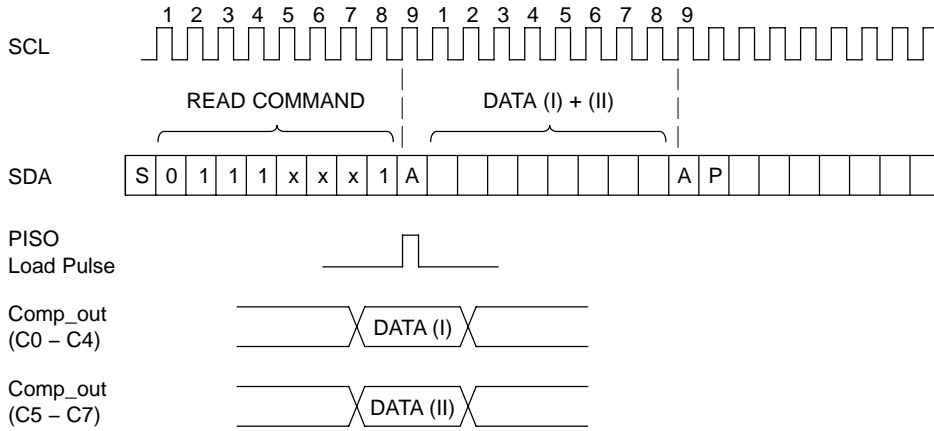 1 2 3 4 5 6 7 8 9 1 2 3 4 5 6 7 8 9
SCL
READ COMMAND DATA (I) + (II)
SDA S 0 1 1 1 x x x 1 A A P
PISO
Load Pulse
Comp_out
(C0 – C4)
DATA (I)
Comp_out
(C5 – C7)
DATA (II)